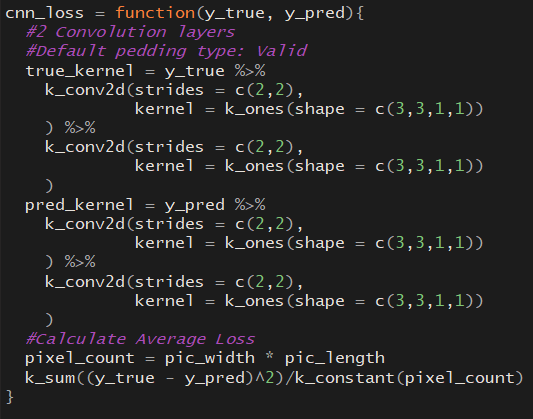 cnn_loss = function(y_true, y_pred){
  #2 Convolution layers
  #Default pedding type: Valid
  true_kernel = y_true %>%
    k_conv2d(strides = c(2,2),
             kernel = k_ones(shape = c(3,3,1,1))
    ) %>%
    k_conv2d(strides = c(2,2),
             kernel = k_ones(shape = c(3,3,1,1))
    )
  pred_kernel = y_pred %>%
    k_conv2d(strides = c(2,2),
             kernel = k_ones(shape = c(3,3,1,1))
    ) %>%
    k_conv2d(strides = c(2,2),
             kernel = k_ones(shape = c(3,3,1,1))
    )
  #Calculate Average Loss
  pixel_count = pic_width * pic_length
  k_sum((y_true - y_pred)^2)/k_constant(pixel_count)
}